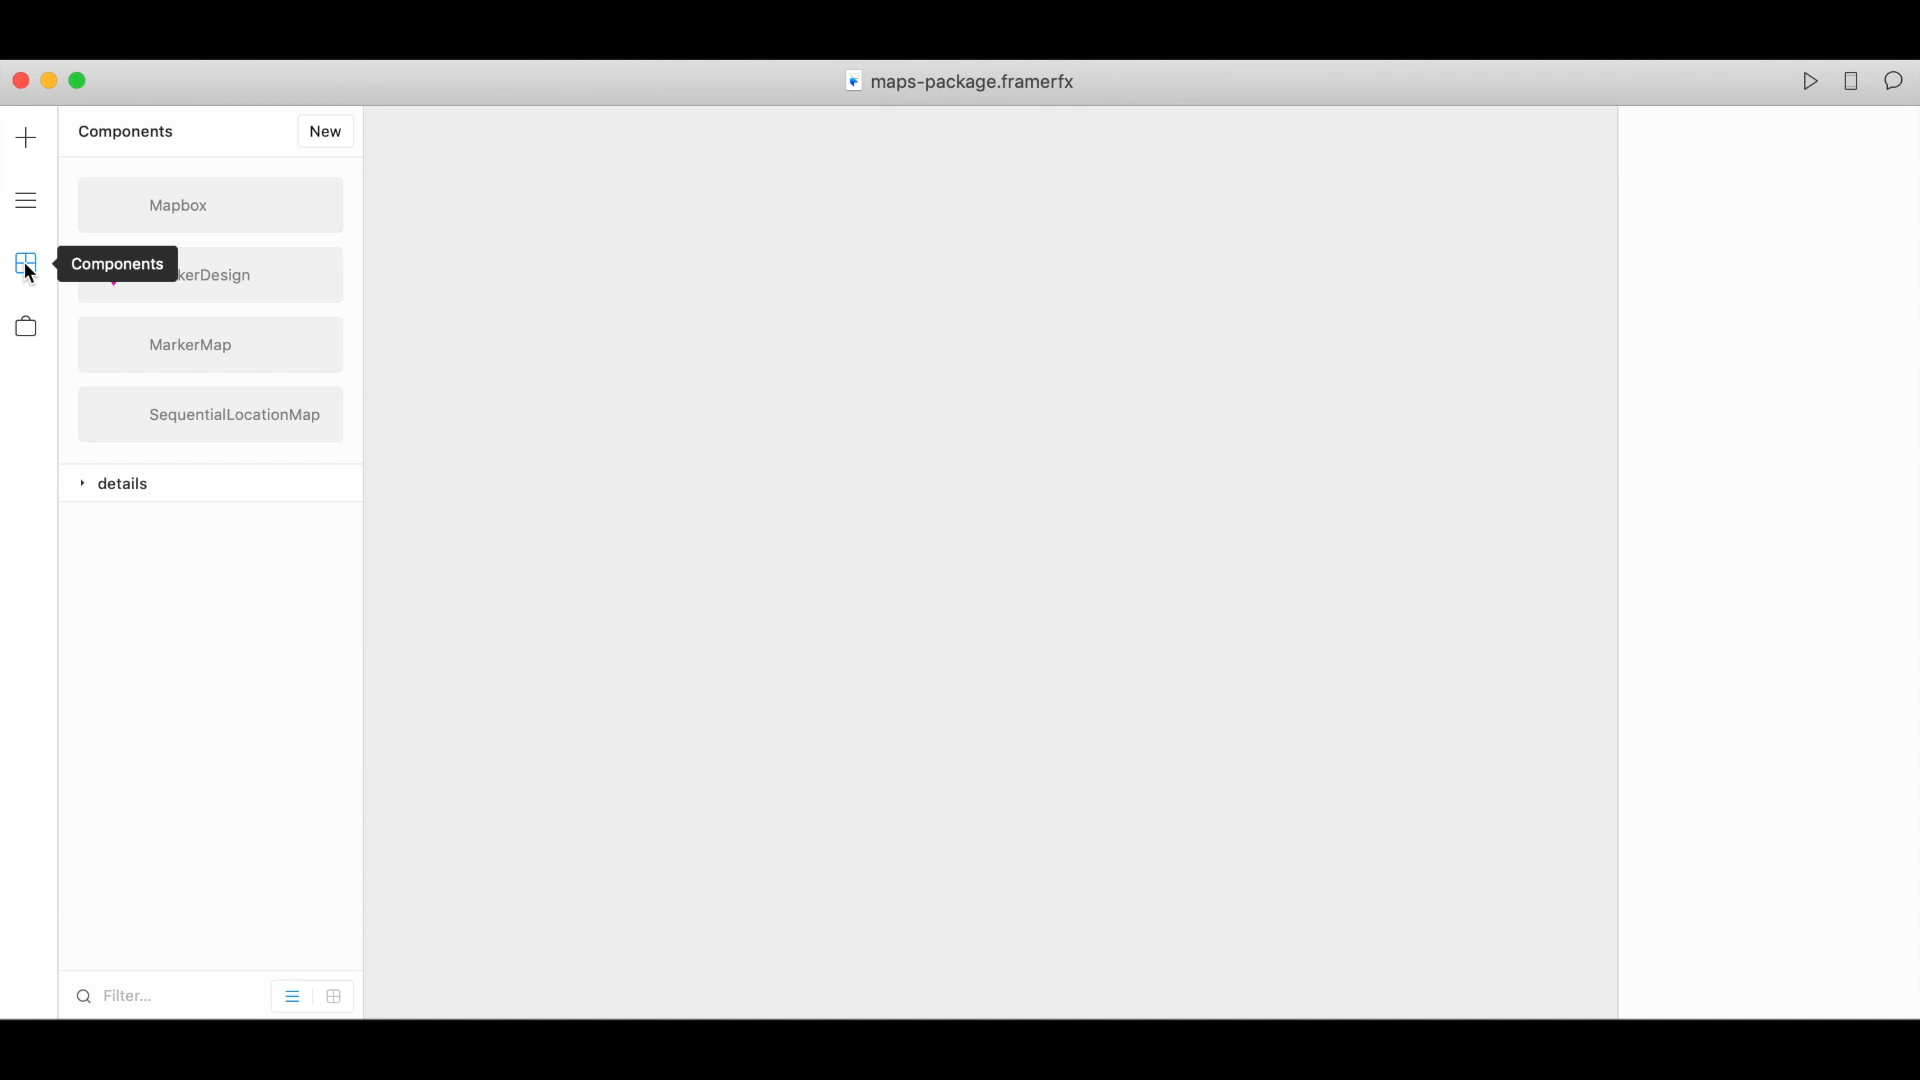 maps-package.framerfx
Components
New
Mapbox
Components
kerDesign
MarkerMap
SequentialLocationMap
details
Filter...